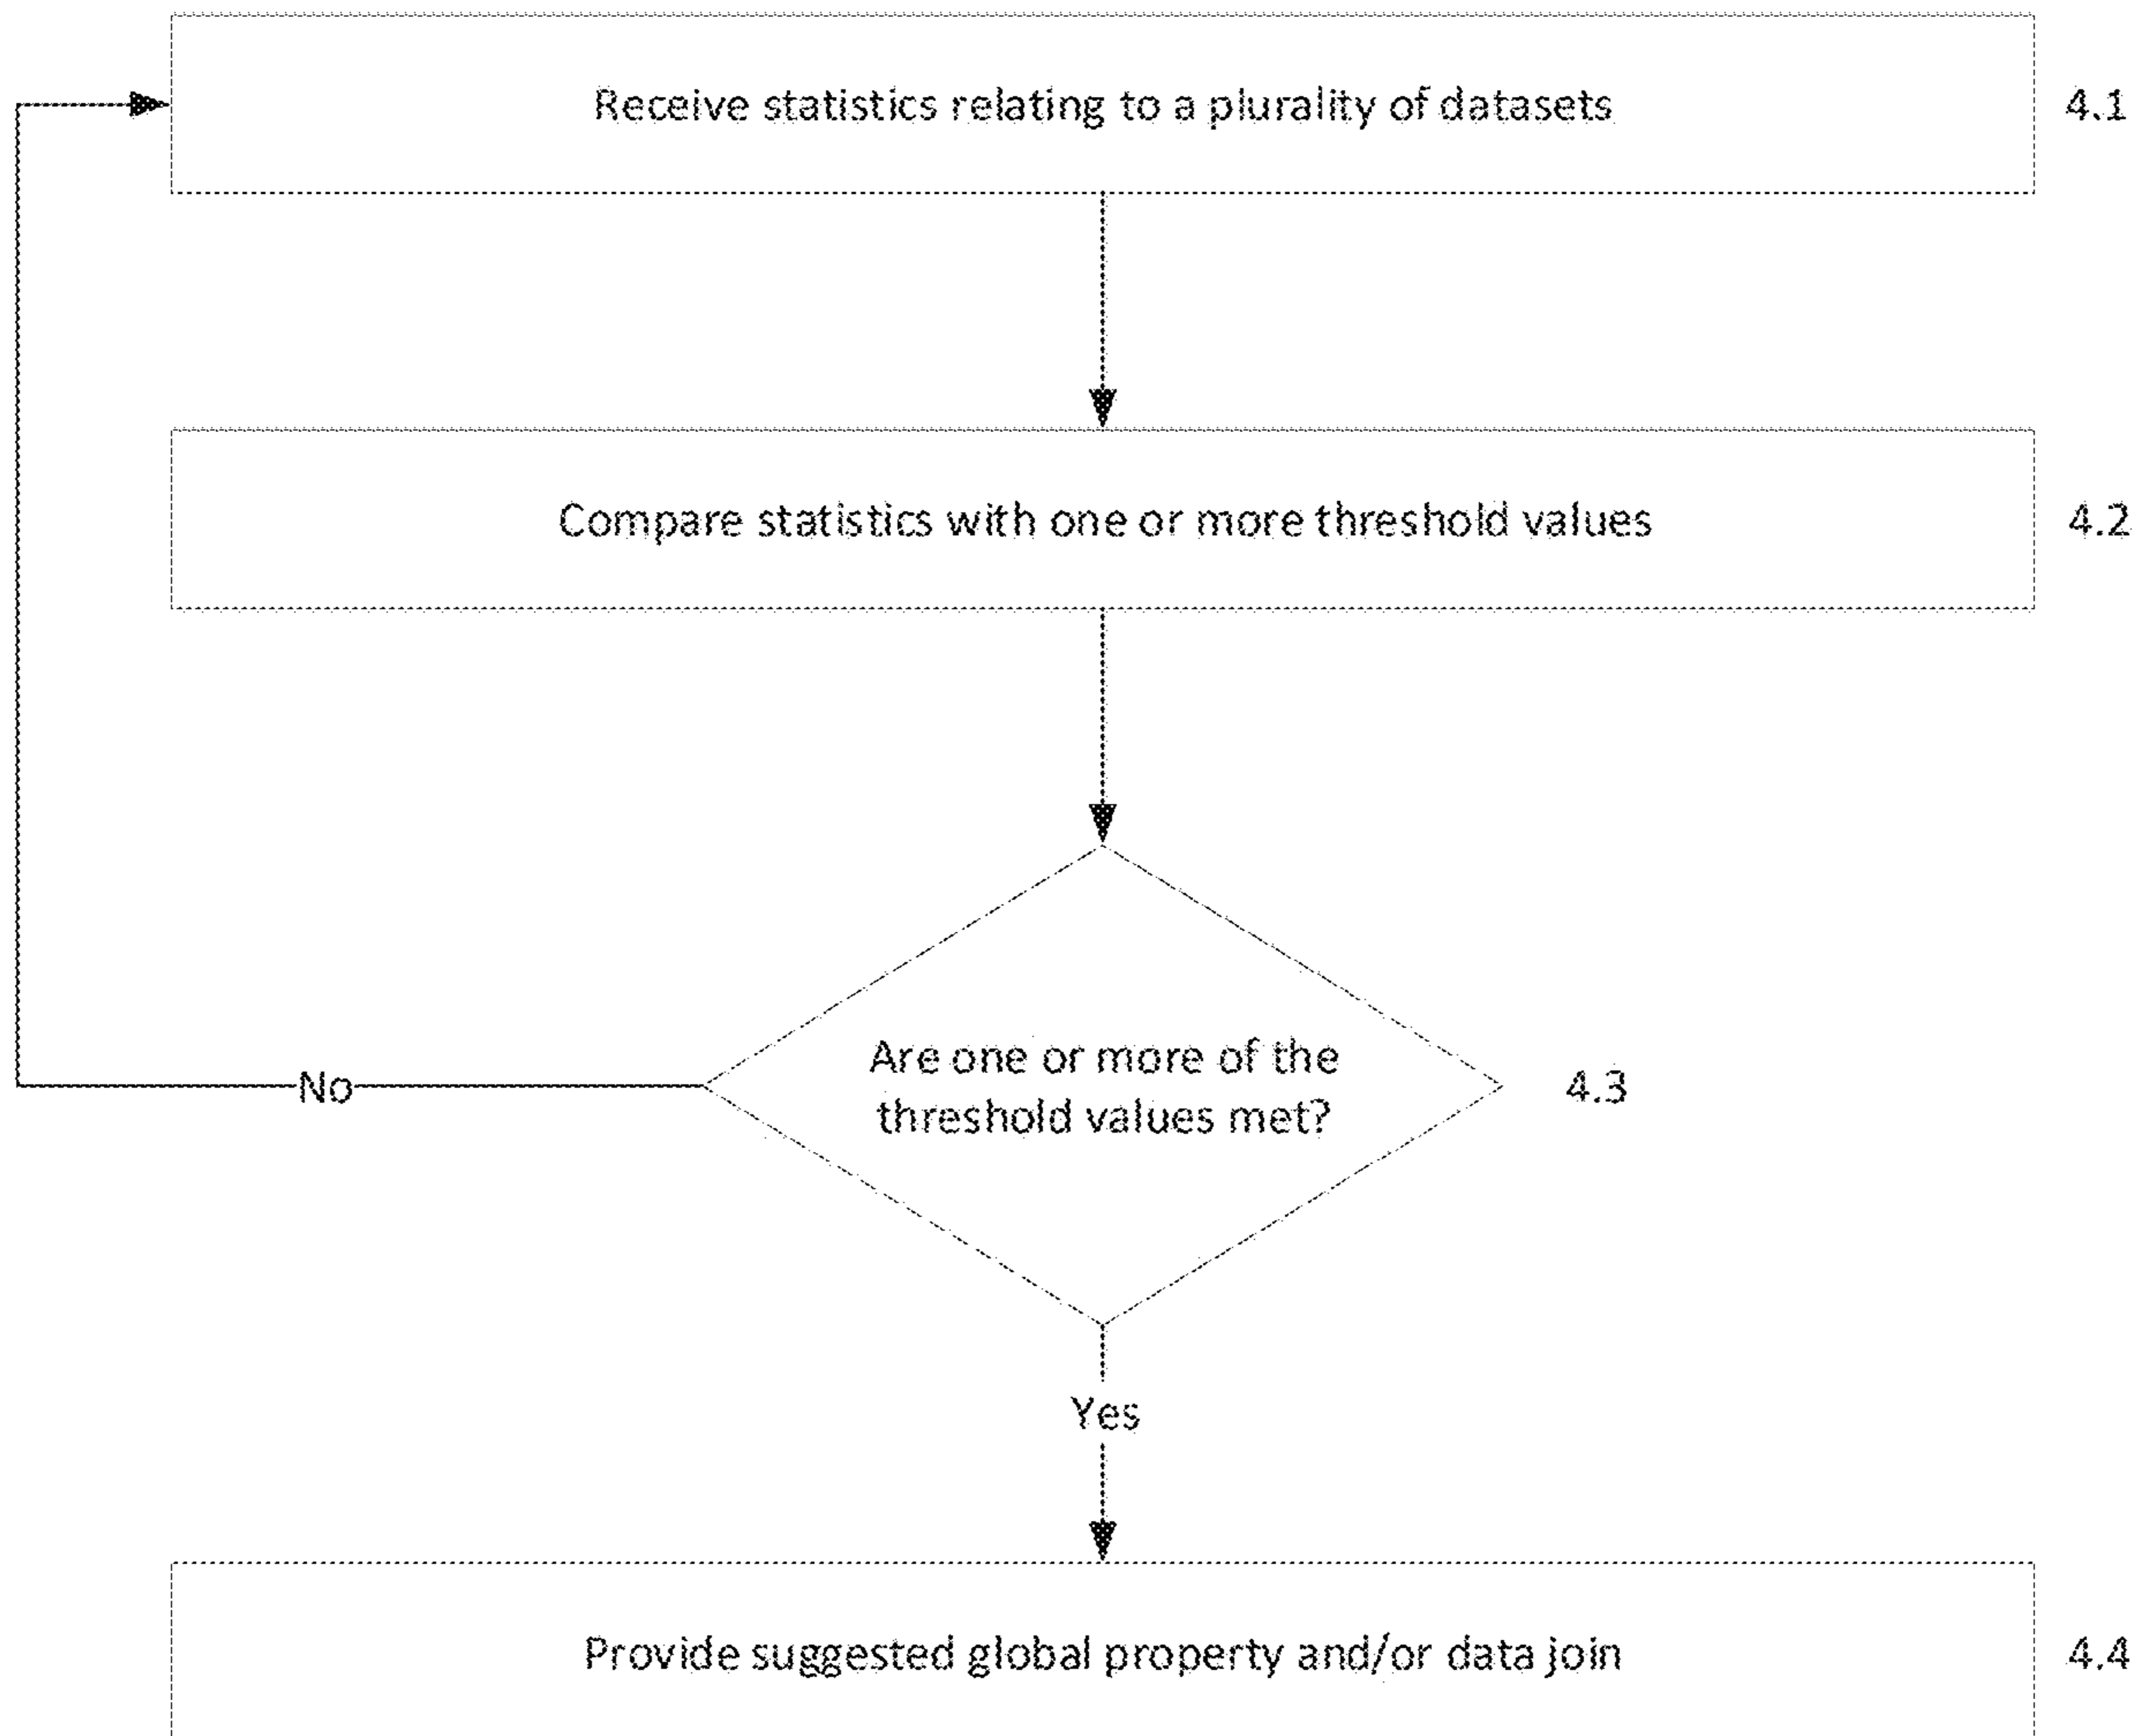 Receive statistics relating to a plurality of datasets
4.1
Compare statistics with one or more threshold values
4.2
Are one or more of the
threshold values met?
4.3
No
Yes
Provide suggested global property and/or data join
4.4